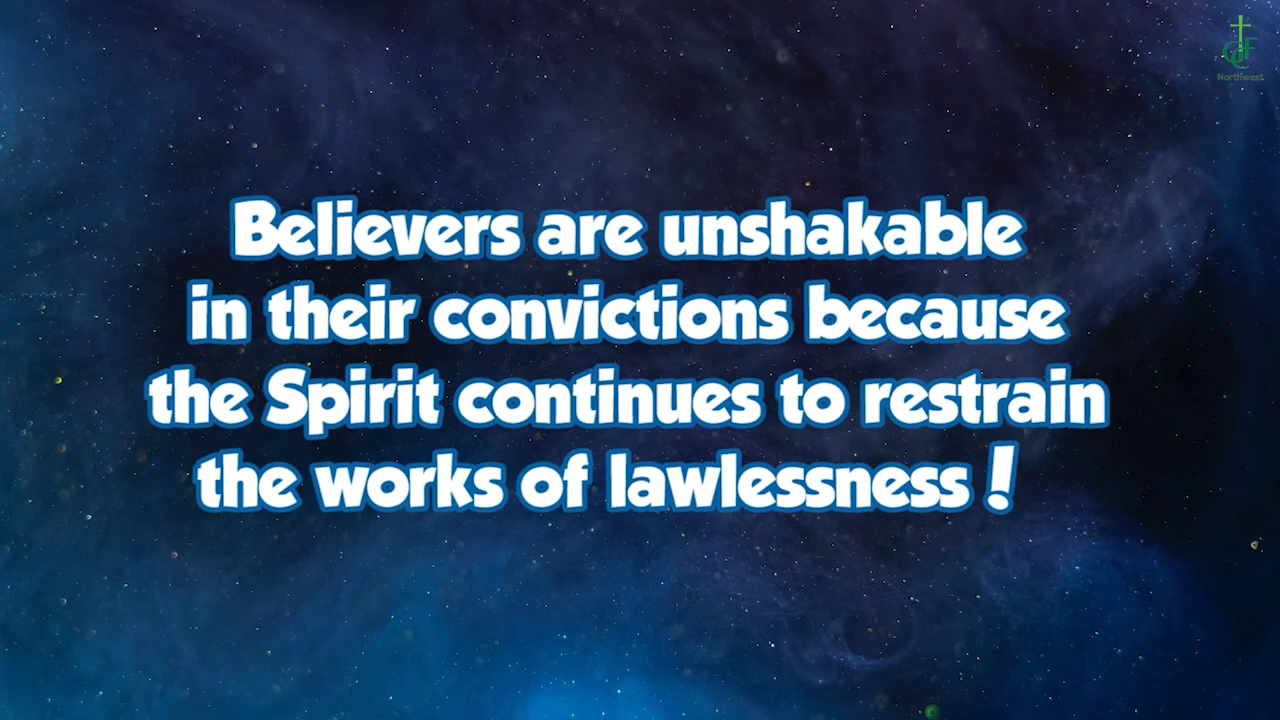 Believers are unshakable
in their convictions because
the Spirit continues to restrain
the works of lawlessness!
Northwest